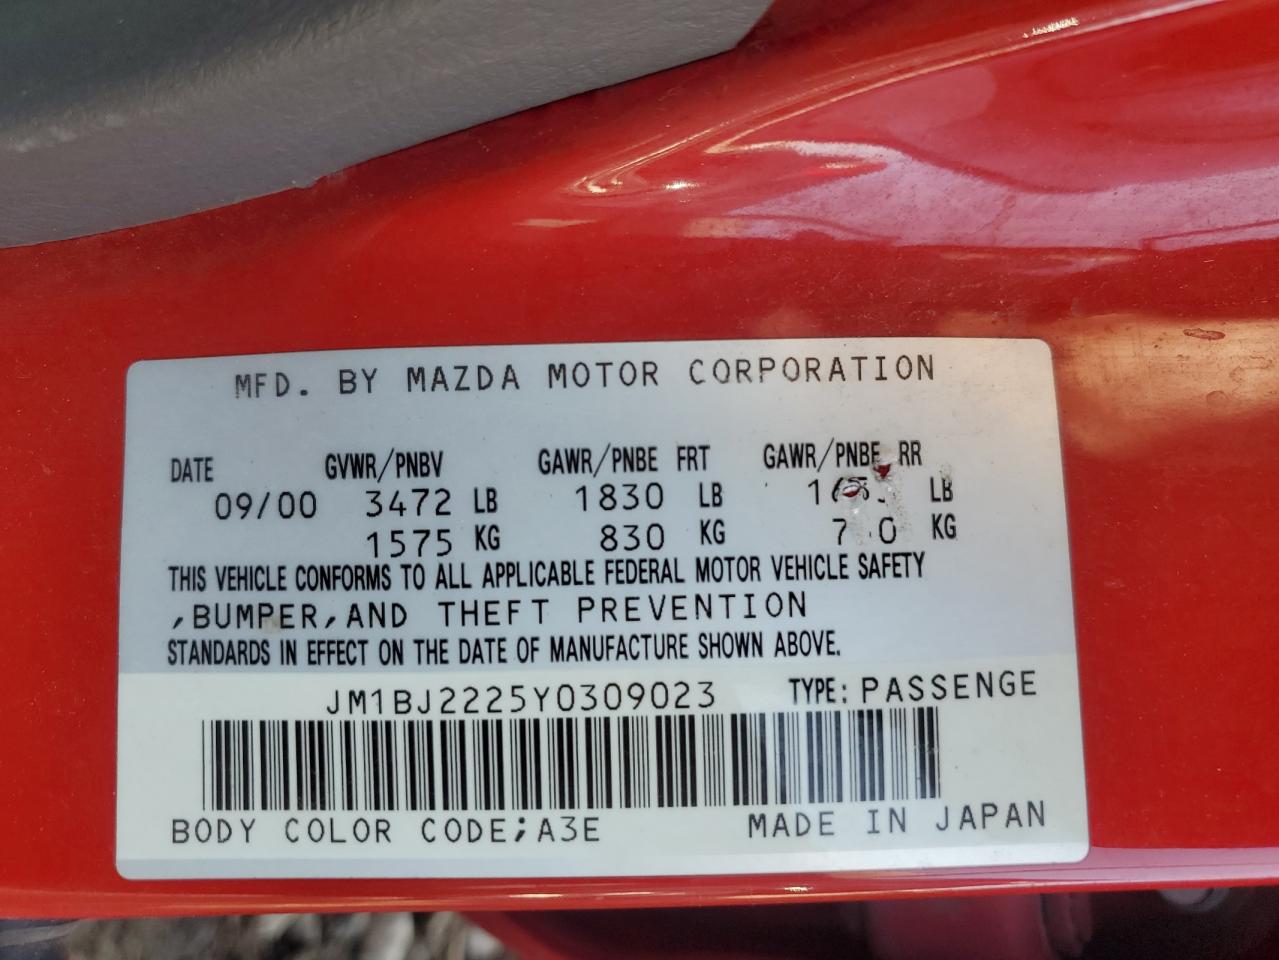 MFD. BY MAZDA MOTOR CORPORATION
DATE GVWR/PNBV GAWR/PNBE FRT GAWR/PNBE RR
09/00 3472 LB 1830 LB LB
1575 KG 830 KG KG
THIS VEHICLE CONFORMS TO ALL APPLICABLE FEDERAL MOTOR VEHICLE SAFETY
,BUMPER,AND THEFT PREVENTION
STANDARDS IN EFFECT ON THE DATE OF MANUFACTURE SHOWN ABOVE.
JM1BJ2225Y0309023 TYPE: PASSENGE
BODY COLOR CODE;A3E MADE IN JAPAN